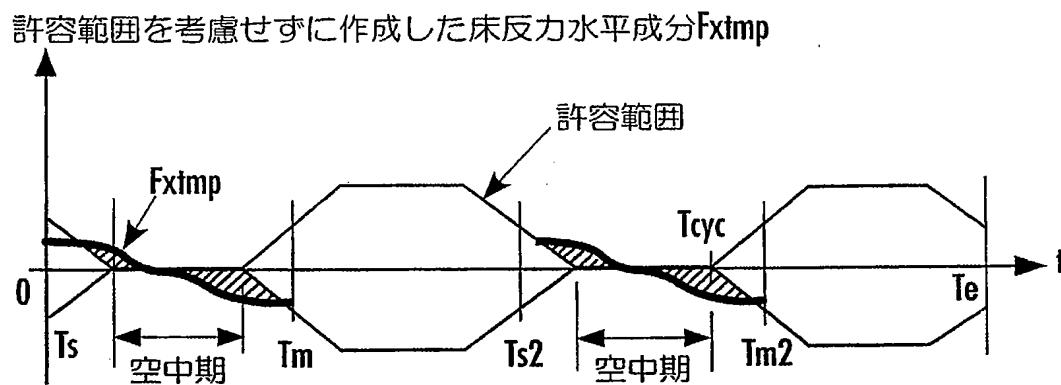 許容範囲を考慮せずに作成した床反力水平成分Fxtmp
許容範囲
Fxtmp
Tcyc
0
t
Te
Ts
Tm
Ts2
Tm2
空中期
空中期